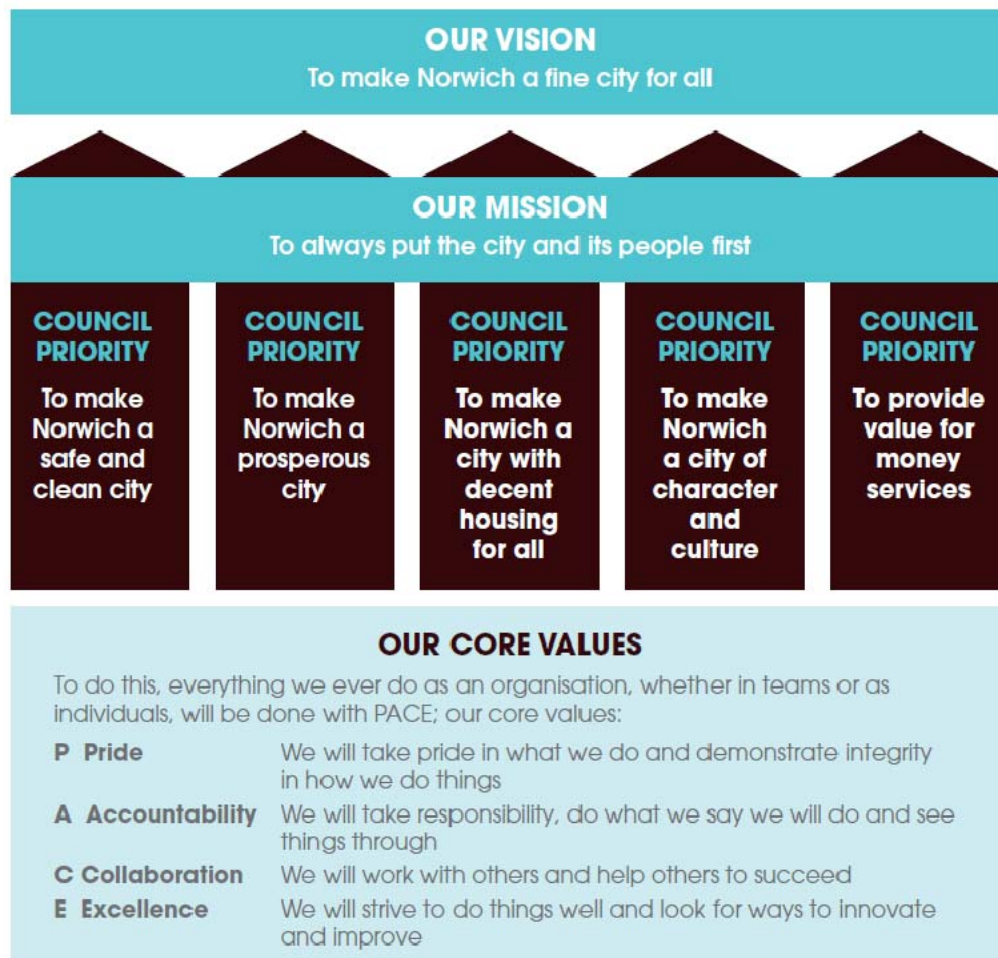 OUR VISION
To make Norwich a fine city for all
OUR MISSION
To always put the city and its people first
COUNCIL
PRIORITY
To make
Norwich a
safe and
clean city
COUNCIL
PRIORITY
To make
Norwich a
prosperous
city
COUNCIL
PRIORITY
To make
Norwich a
city with
decent
housing
for all
COUNCIL
PRIORITY
To make
Norwich
a city of
character
and
culture
COUNCIL
PRIORITY
To provide
value for
money
services
OUR CORE VALUES
To do this, everything we ever do as an organisation, whether in teams or as
individuals, will be done with PACE; our core values:
P Pride We will take pride in what we do and demonstrate integrity
in how we do things
A Accountability We will take responsibility, do what we say we will do and see
things through
C Collaboration We will work with others and help others to succeed
E Excellence We will strive to do things well and look for ways to innovate
and improve